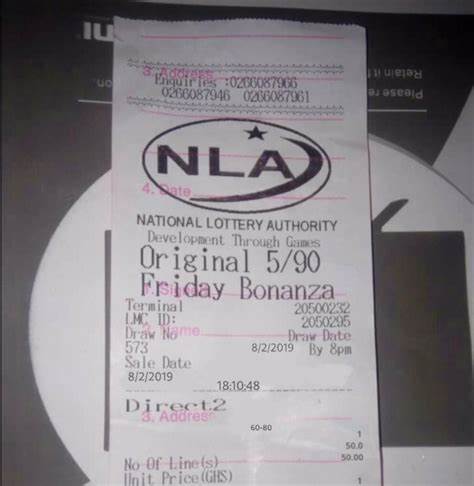 3. Address
Enquiries :0266087966
0266087946 0266087961
Retain it f
Please re
NLA
4. Date
NATIONAL LOTTERY AUTHORITY
Development Through Games
Original 5/90
Friday Bonanza
Terminal 20500232
LMC ID: 2050295
2. Name
Draw No Draw Date
573 8/2/2019 By 8pm
Sale Date
8/2/2019
18:10;48
Direct2
3. Address
60-80
1
50.0
No Of Line(s) 50.00
Unit Price(GHS) 1